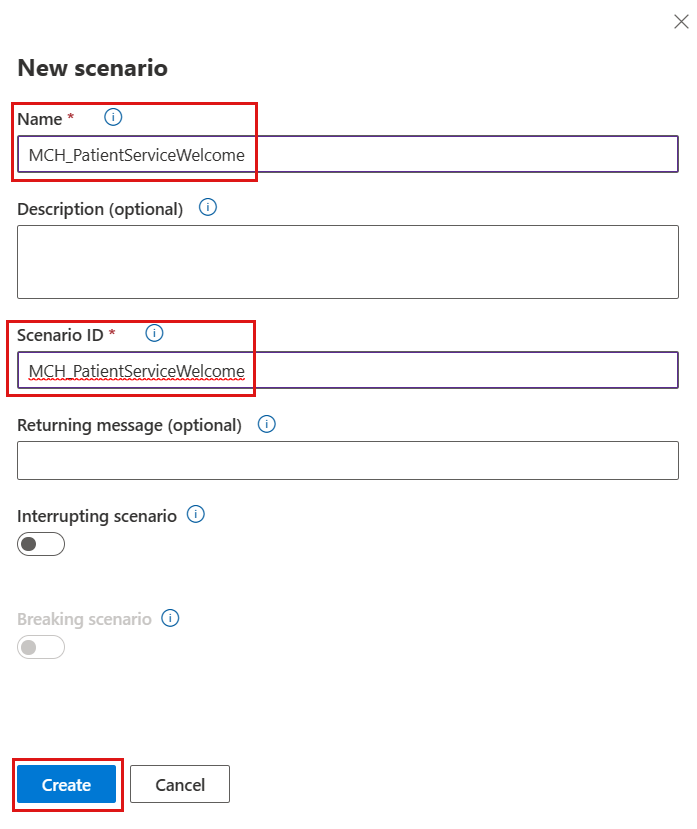 New scenario
Name *
MCH_PatientServiceWelcome
Description (optional)
Scenario ID *
MCH_PatientServiceWelcome
Returning message (optional)
Interrupting scenario
Breaking scenario
Create Cancel